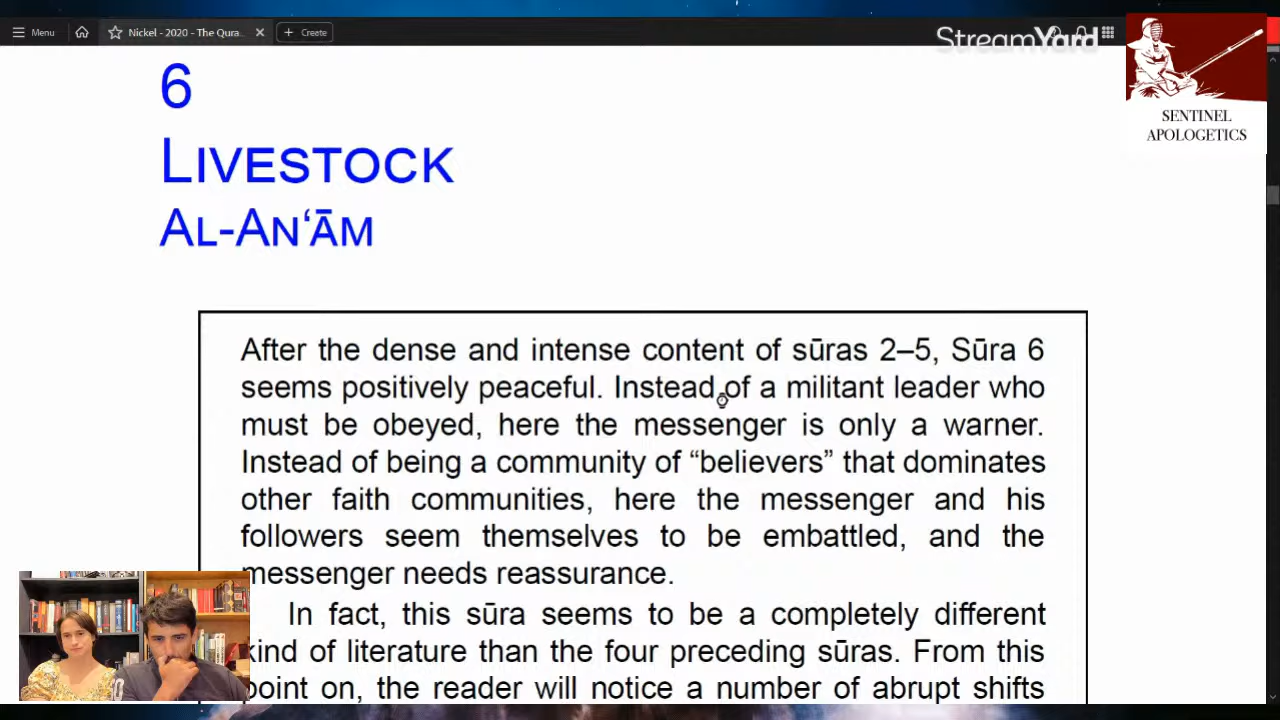 Menu
Nickel - 2020 - The Qura...
Create
StreamYard
SENTINEL
APOLOGETICS
6
LIVESTOCK
AL-AN‘ĀM
After the dense and intense content of sūras 2–5, Sūra 6
seems positively peaceful. Instead of a militant leader who
must be obeyed, here the messenger is only a warner.
Instead of being a community of “believers” that dominates
other faith communities, here the messenger and his
followers seem themselves to be embattled, and the
messenger needs reassurance.
In fact, this sūra seems to be a completely different
kind of literature than the four preceding sūras. From this
point on, the reader will notice a number of abrupt shifts